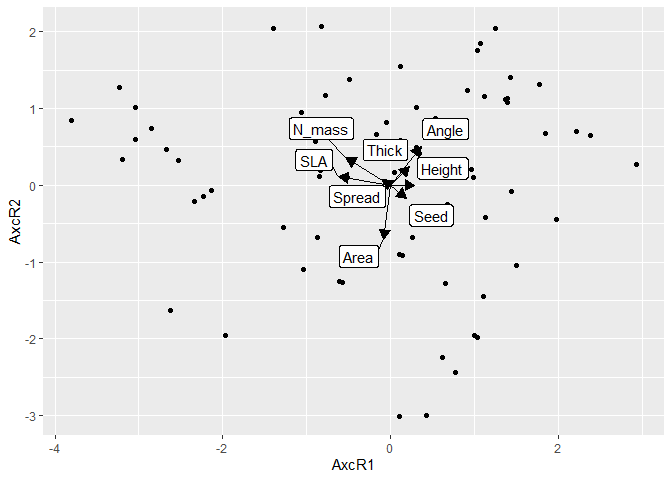 2
1
0
-1
-2
-3
AxcR2
N_mass
Angle
Thick
SLA
Height
Spread
Seed
Area
-4
-2
0
2
AxcR1